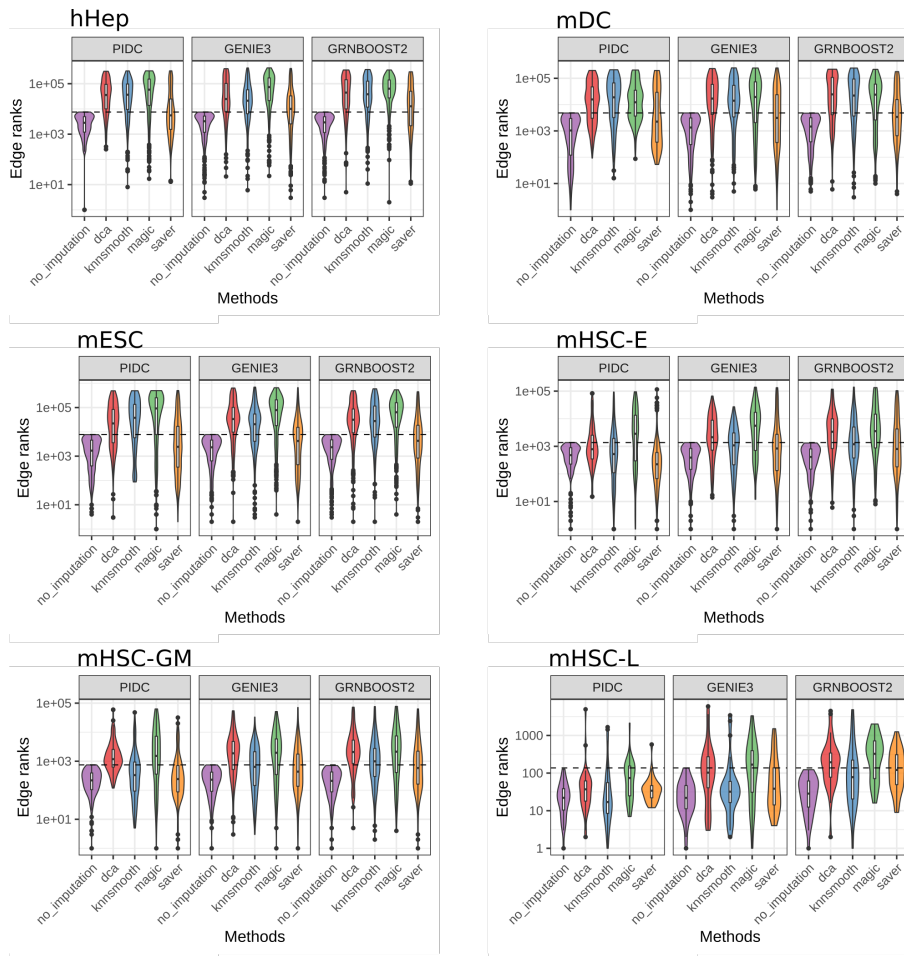 hHep
PIDC GENIE3 GRNBOOST2
Edge ranks
1e+05
1e+03
1e+01
no_imputation dca knnsmooth magic saver no_imputation dca knnsmooth magic saver no_imputation dca knnsmooth magic saver
Methods
mDC
PIDC GENIE3 GRNBOOST2
Edge ranks
1e+05
1e+03
1e+01
no_imputation dca knnsmooth magic saver no_imputation dca knnsmooth magic saver no_imputation dca knnsmooth magic saver
Methods
mESC
PIDC GENIE3 GRNBOOST2
Edge ranks
1e+05
1e+03
1e+01
no_imputation dca knnsmooth magic saver no_imputation dca knnsmooth magic saver no_imputation dca knnsmooth magic saver
Methods
mHSC-E
PIDC GENIE3 GRNBOOST2
Edge ranks
1e+05
1e+03
1e+01
no_imputation dca knnsmooth magic saver no_imputation dca knnsmooth magic saver no_imputation dca knnsmooth magic saver
Methods
mHSC-GM
PIDC GENIE3 GRNBOOST2
Edge ranks
1e+05
1e+03
1e+01
no_imputation dca knnsmooth magic saver no_imputation dca knnsmooth magic saver no_imputation dca knnsmooth magic saver
Methods
mHSC-L
PIDC GENIE3 GRNBOOST2
Edge ranks
1000
100
10
1
no_imputation dca knnsmooth magic saver no_imputation dca knnsmooth magic saver no_imputation dca knnsmooth magic saver
Methods